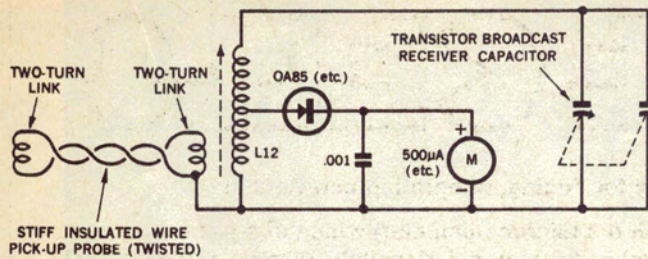 TRANSISTOR BROADCAST
RECEIVER CAPACITOR
TWO-TURN
LINK
TWO-TURN
LINK
OA85 (etc.)
L12
.001
+
500µA
(etc.)
M
–
STIFF INSULATED WIRE
PICK-UP PROBE (TWISTED)